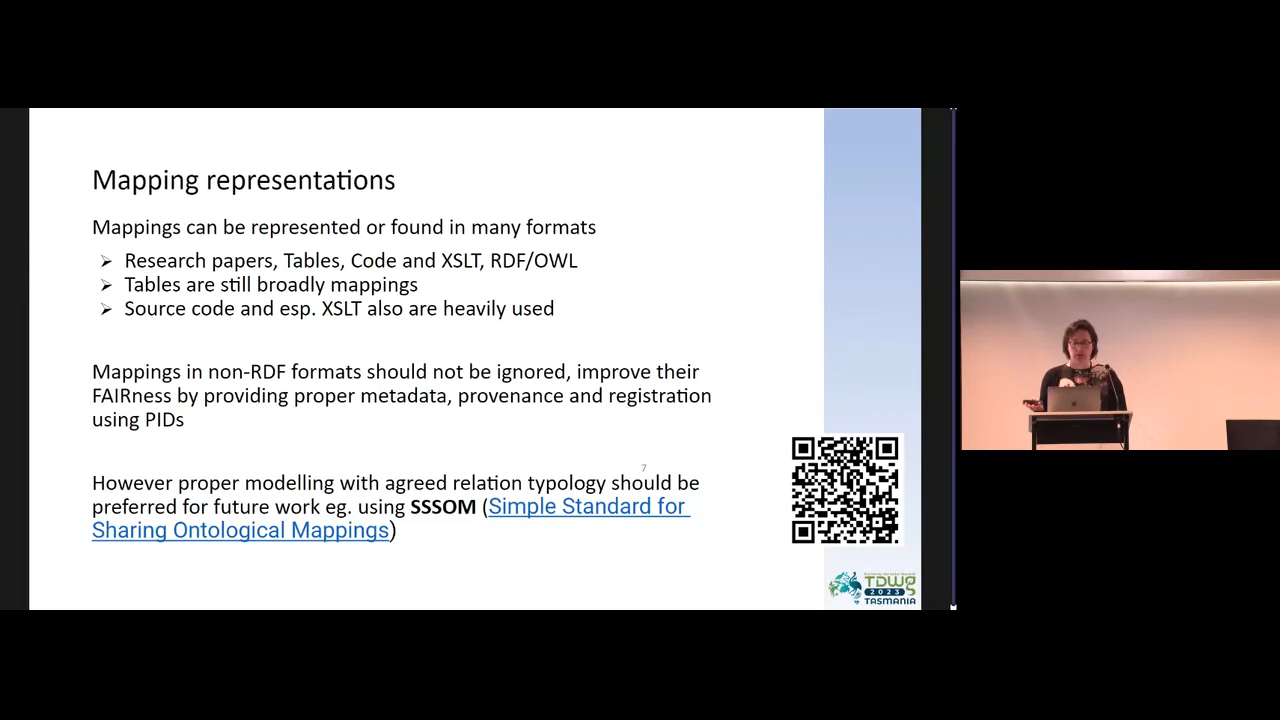 Mapping representations
Mappings can be represented or found in many formats
➢ Research papers, Tables, Code and XSLT, RDF/OWL
➢ Tables are still broadly mappings
➢ Source code and esp. XSLT also are heavily used
Mappings in non-RDF formats should not be ignored, improve their
FAIRness by providing proper metadata, provenance and registration
using PIDs
7
However proper modelling with agreed relation typology should be
preferred for future work eg. using SSSOM (Simple Standard for
Sharing Ontological Mappings)
TDWG
2023
TASMANIA